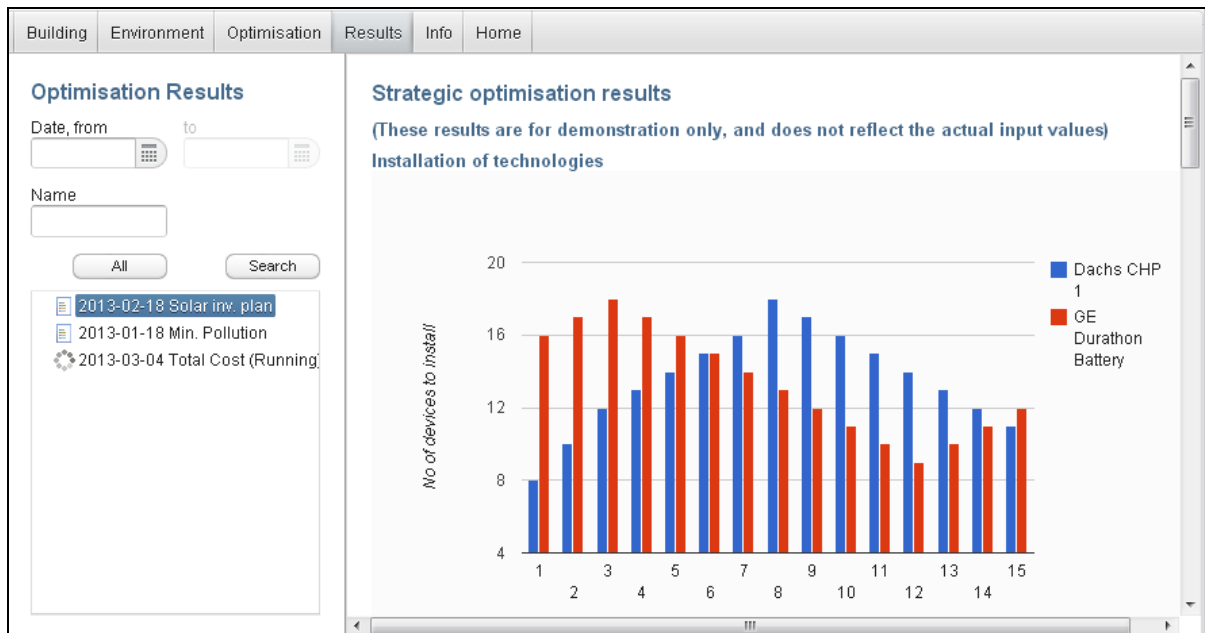 Building Environment Optimisation Results Info Home
Optimisation Results
Date, from to
Name
All Search
2013-02-18 Solar inv. plan
2013-01-18 Min. Pollution
2013-03-04 Total Cost (Running)
Strategic optimisation results
(These results are for demonstration only, and does not reflect the actual input values)
Installation of technologies
No of devices to install
20
16
12
8
4
1 3 5 7 9 11 13 15
2 4 6 8 10 12 14
Dachs CHP
1
GE
Durathon
Battery